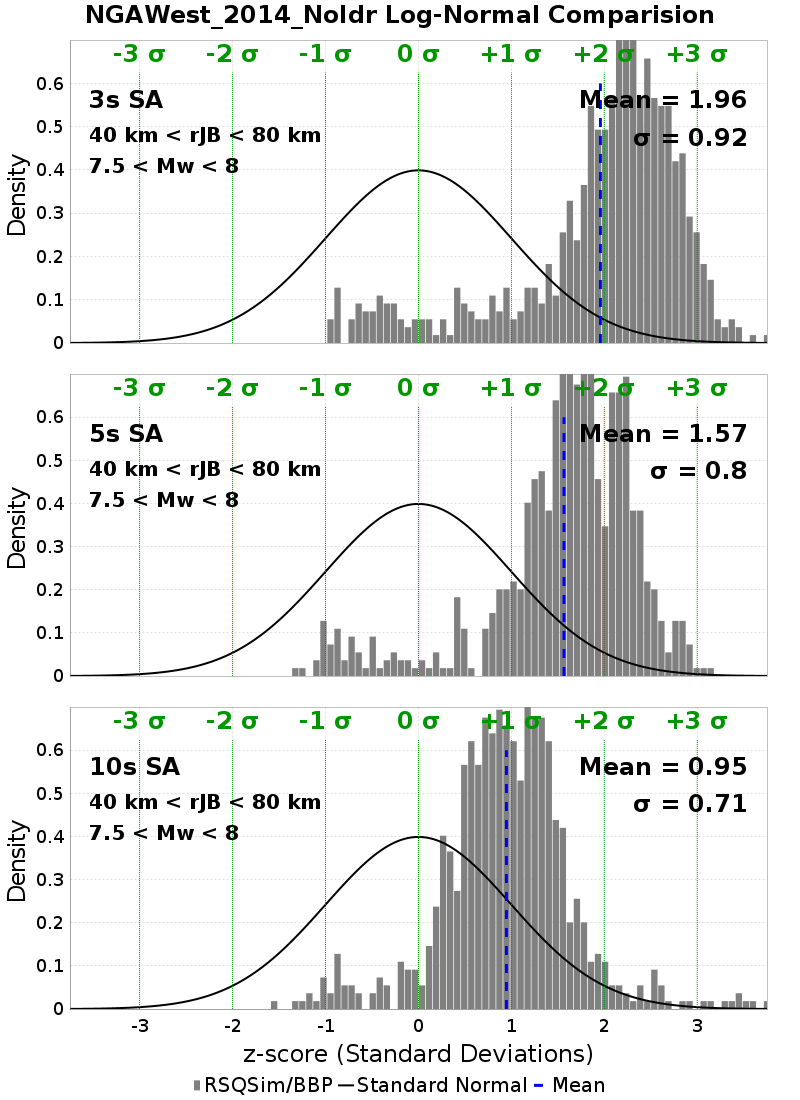 NGAWest_2014_NoIdr Log-Normal Comparision
-3 σ -2 σ -1 σ 0 σ +1 σ +2 σ +3 σ
3s SA
Mean = 1.96
40 km < rJB < 80 km
σ = 0.92
7.5 < Mw < 8
Density
0.6
0.5
0.4
0.3
0.2
0.1
0
-3 σ -2 σ -1 σ 0 σ +1 σ +2 σ +3 σ
5s SA
Mean = 1.57
40 km < rJB < 80 km
σ = 0.8
7.5 < Mw < 8
Density
0.6
0.5
0.4
0.3
0.2
0.1
0
-3 σ -2 σ -1 σ 0 σ +1 σ +2 σ +3 σ
10s SA
Mean = 0.95
40 km < rJB < 80 km
σ = 0.71
7.5 < Mw < 8
Density
0.6
0.5
0.4
0.3
0.2
0.1
0
-3 -2 -1 0 1 2 3
z-score (Standard Deviations)
RSQSim/BBP Standard Normal Mean